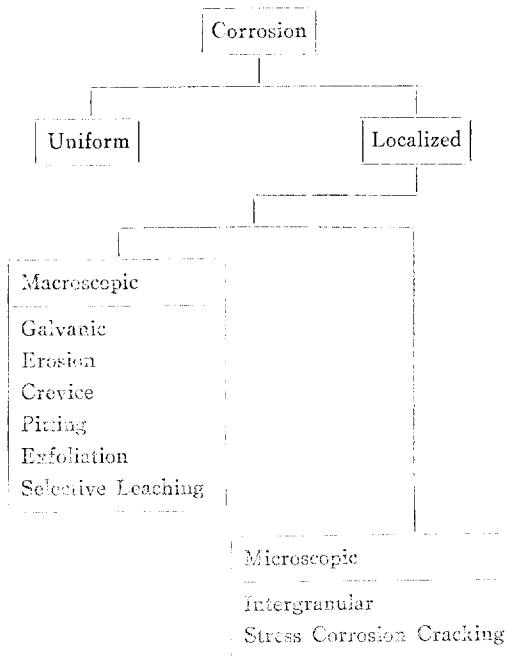 Corrosion
Uniform
Localized
Macroscopic
Galvanic
Erosion
Crevice
Pitting
Exfoliation
Selective Leaching
Microscopic
Intergranular
Stress Corrosion Cracking